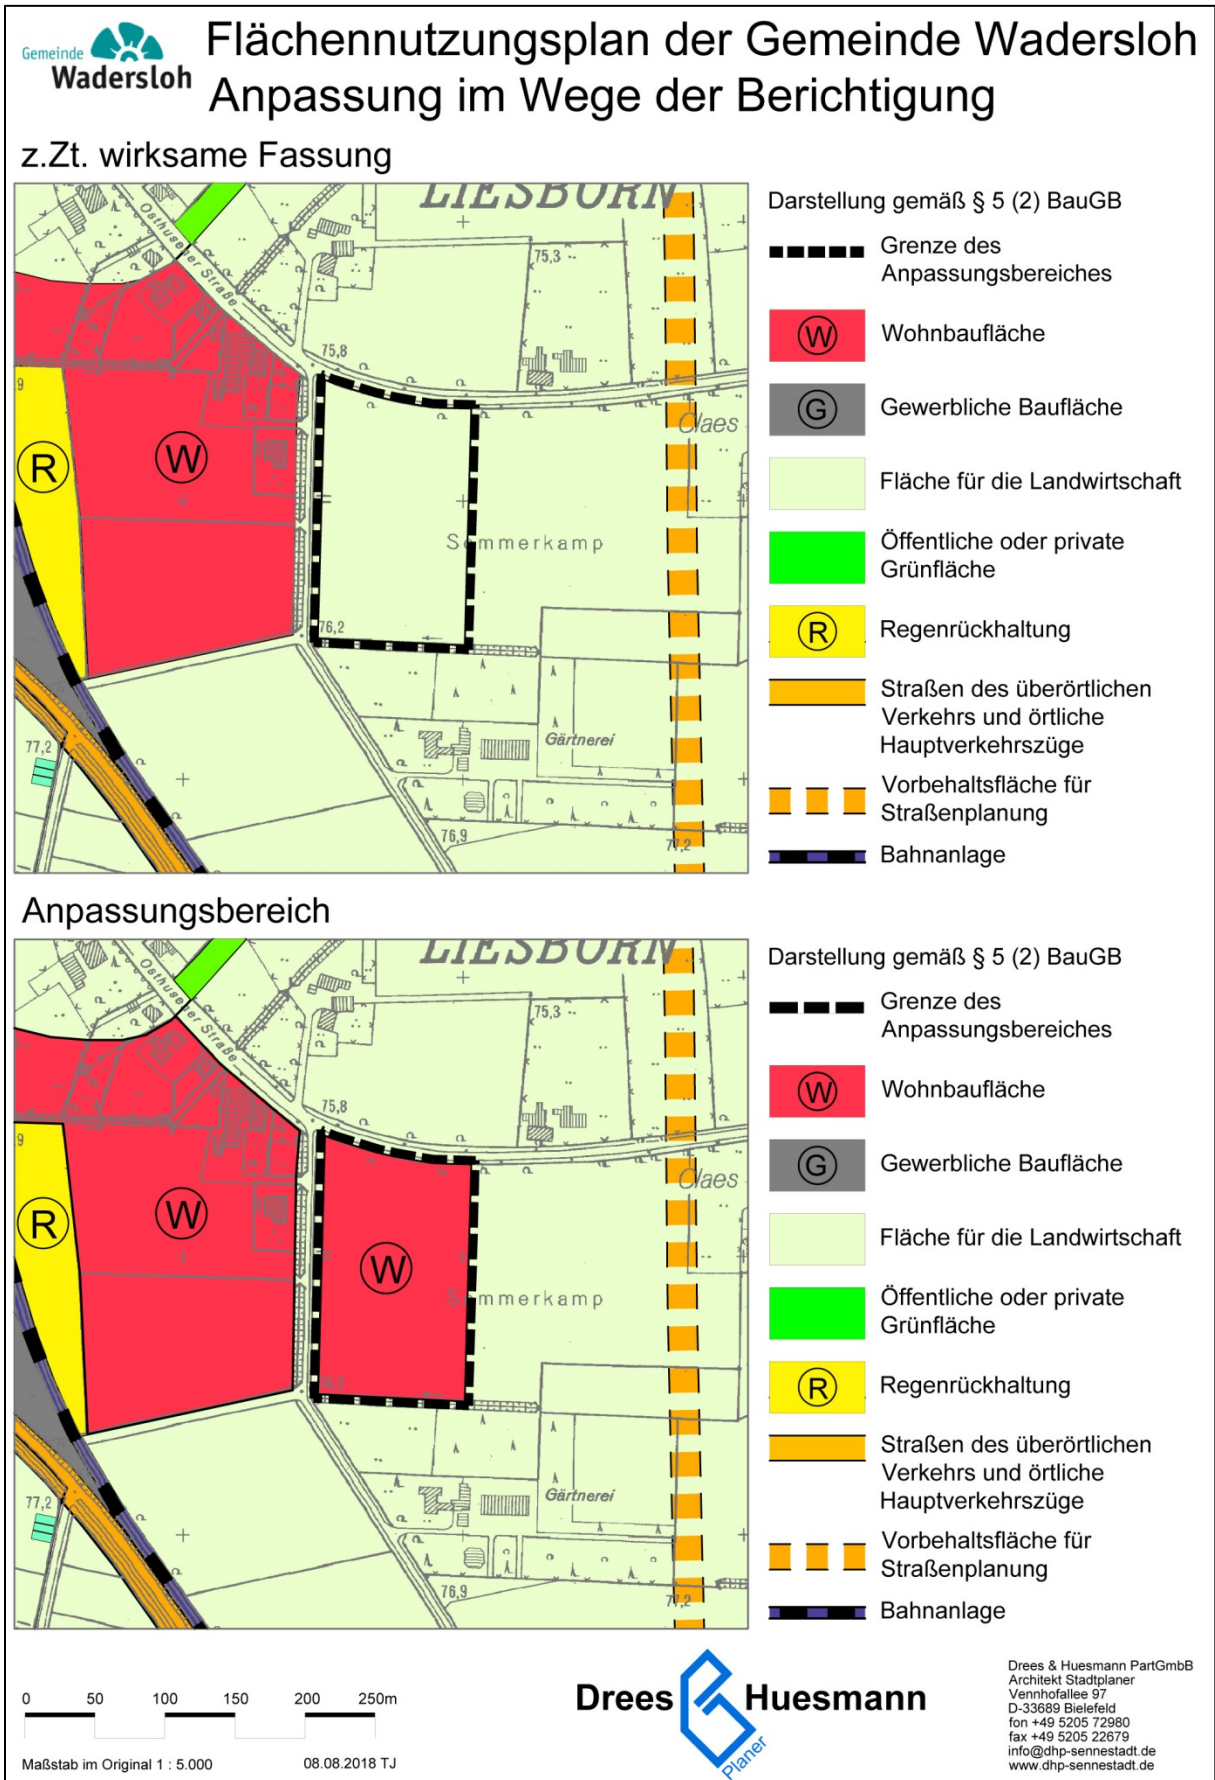 Gemeinde
Wadersloh
Flächennutzungsplan der Gemeinde Wadersloh
Anpassung im Wege der Berichtigung
z.Zt. wirksame Fassung
LIESBORN
Osthusener Straße
75,3
75,8
Claes
9
R
W
Sommerkamp
76,2
Gärtnerei
77,2
76,9
77,2
Darstellung gemäß § 5 (2) BauGB
Grenze des
Anpassungsbereiches
W
Wohnbaufläche
G
Gewerbliche Baufläche
Fläche für die Landwirtschaft
Öffentliche oder private
Grünfläche
R
Regenrückhaltung
Straßen des überörtlichen
Verkehrs und örtliche
Hauptverkehrszüge
Vorbehaltsfläche für
Straßenplanung
Bahnanlage
Anpassungsbereich
LIESBORN
Osthusener Straße
75,3
75,8
Claes
9
R
W
W
Sommerkamp
76,2
Gärtnerei
77,2
76,9
77,2
Darstellung gemäß § 5 (2) BauGB
Grenze des
Anpassungsbereiches
W
Wohnbaufläche
G
Gewerbliche Baufläche
Fläche für die Landwirtschaft
Öffentliche oder private
Grünfläche
R
Regenrückhaltung
Straßen des überörtlichen
Verkehrs und örtliche
Hauptverkehrszüge
Vorbehaltsfläche für
Straßenplanung
Bahnanlage
0 50 100 150 200 250m
Maßstab im Original 1 : 5.000
08.08.2018 TJ
Drees Huesmann
Planer
Drees & Huesmann PartGmbB
Architekt Stadtplaner
Vennhofallee 97
D-33689 Bielefeld
fon +49 5205 72980
fax +49 5205 22679
info@dhp-sennestadt.de
www.dhp-sennestadt.de